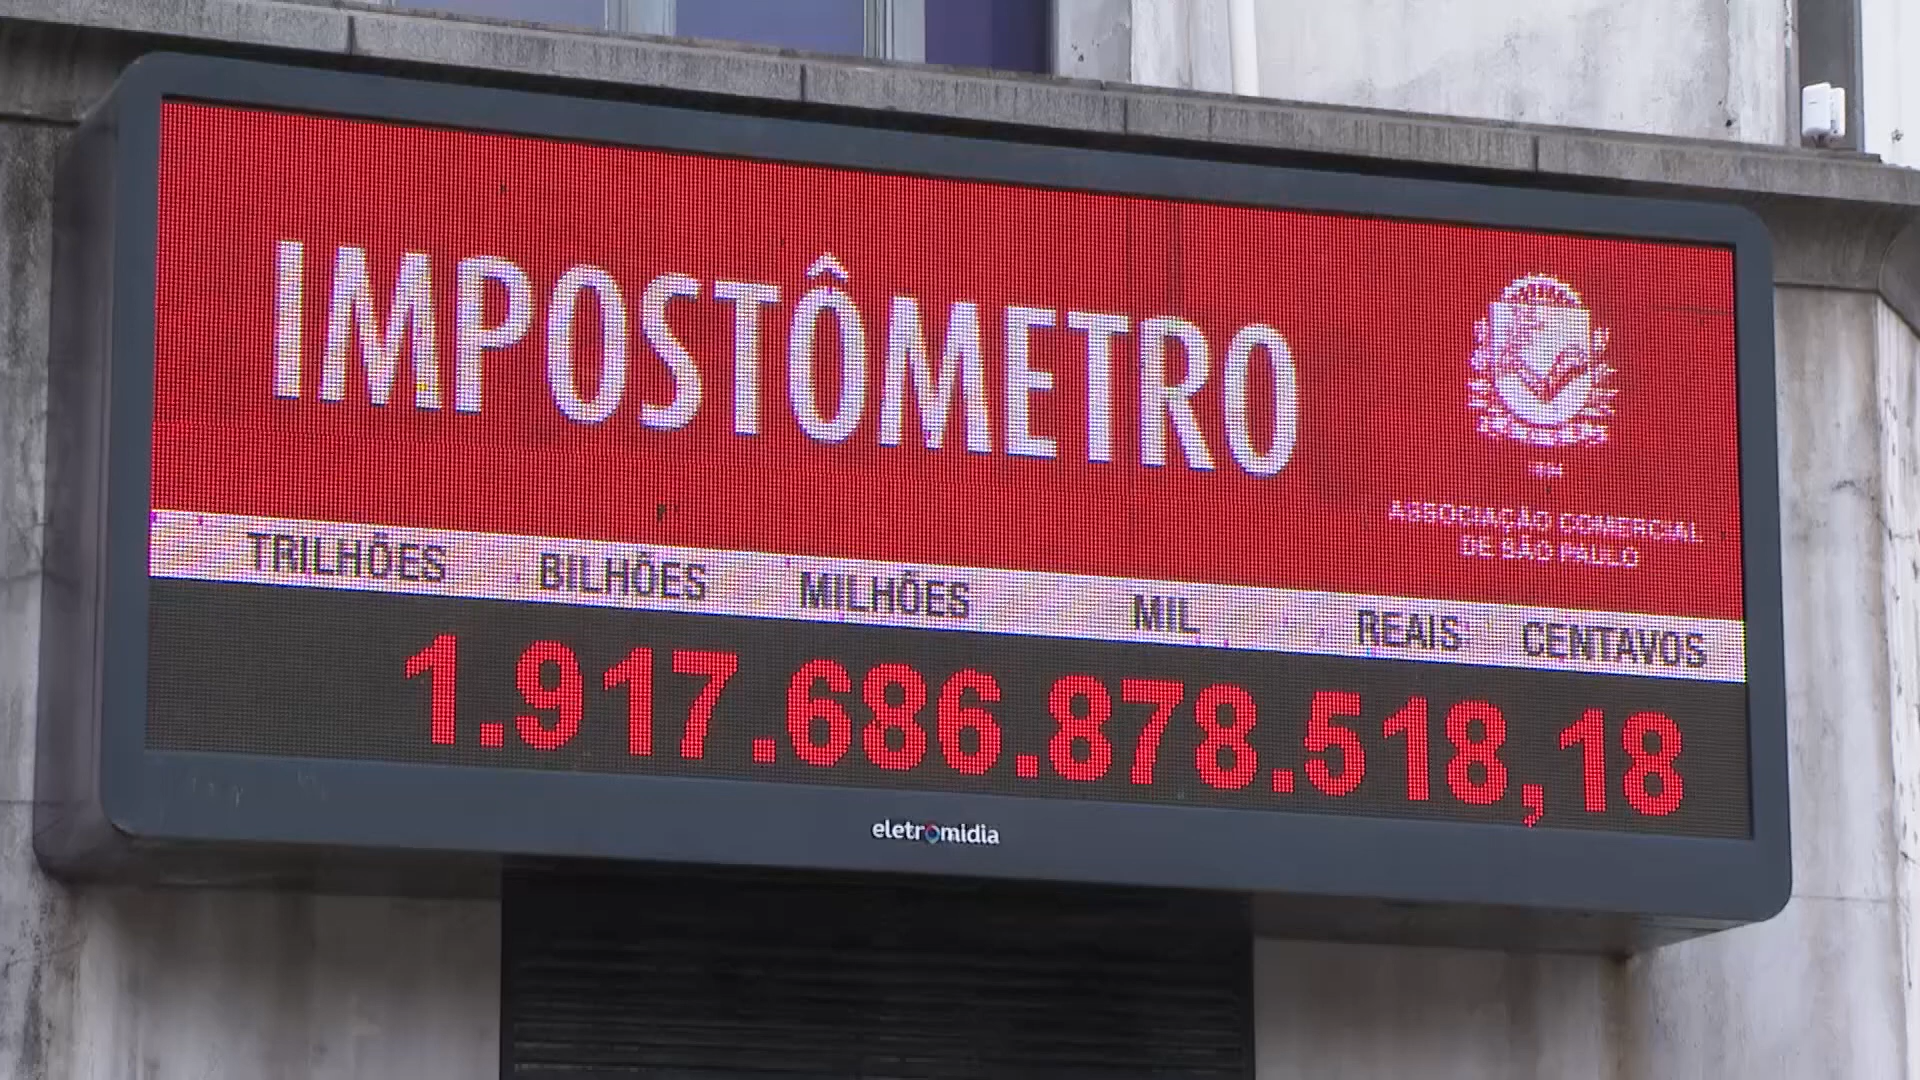 IMPOSTÔMETRO
1894
ASSOCIAÇÃO COMERCIAL
DE SÃO PAULO
TRILHÕES BILHÕES MILHÕES MIL REAIS CENTAVOS
1.917.686.878.518,18
eletromidia